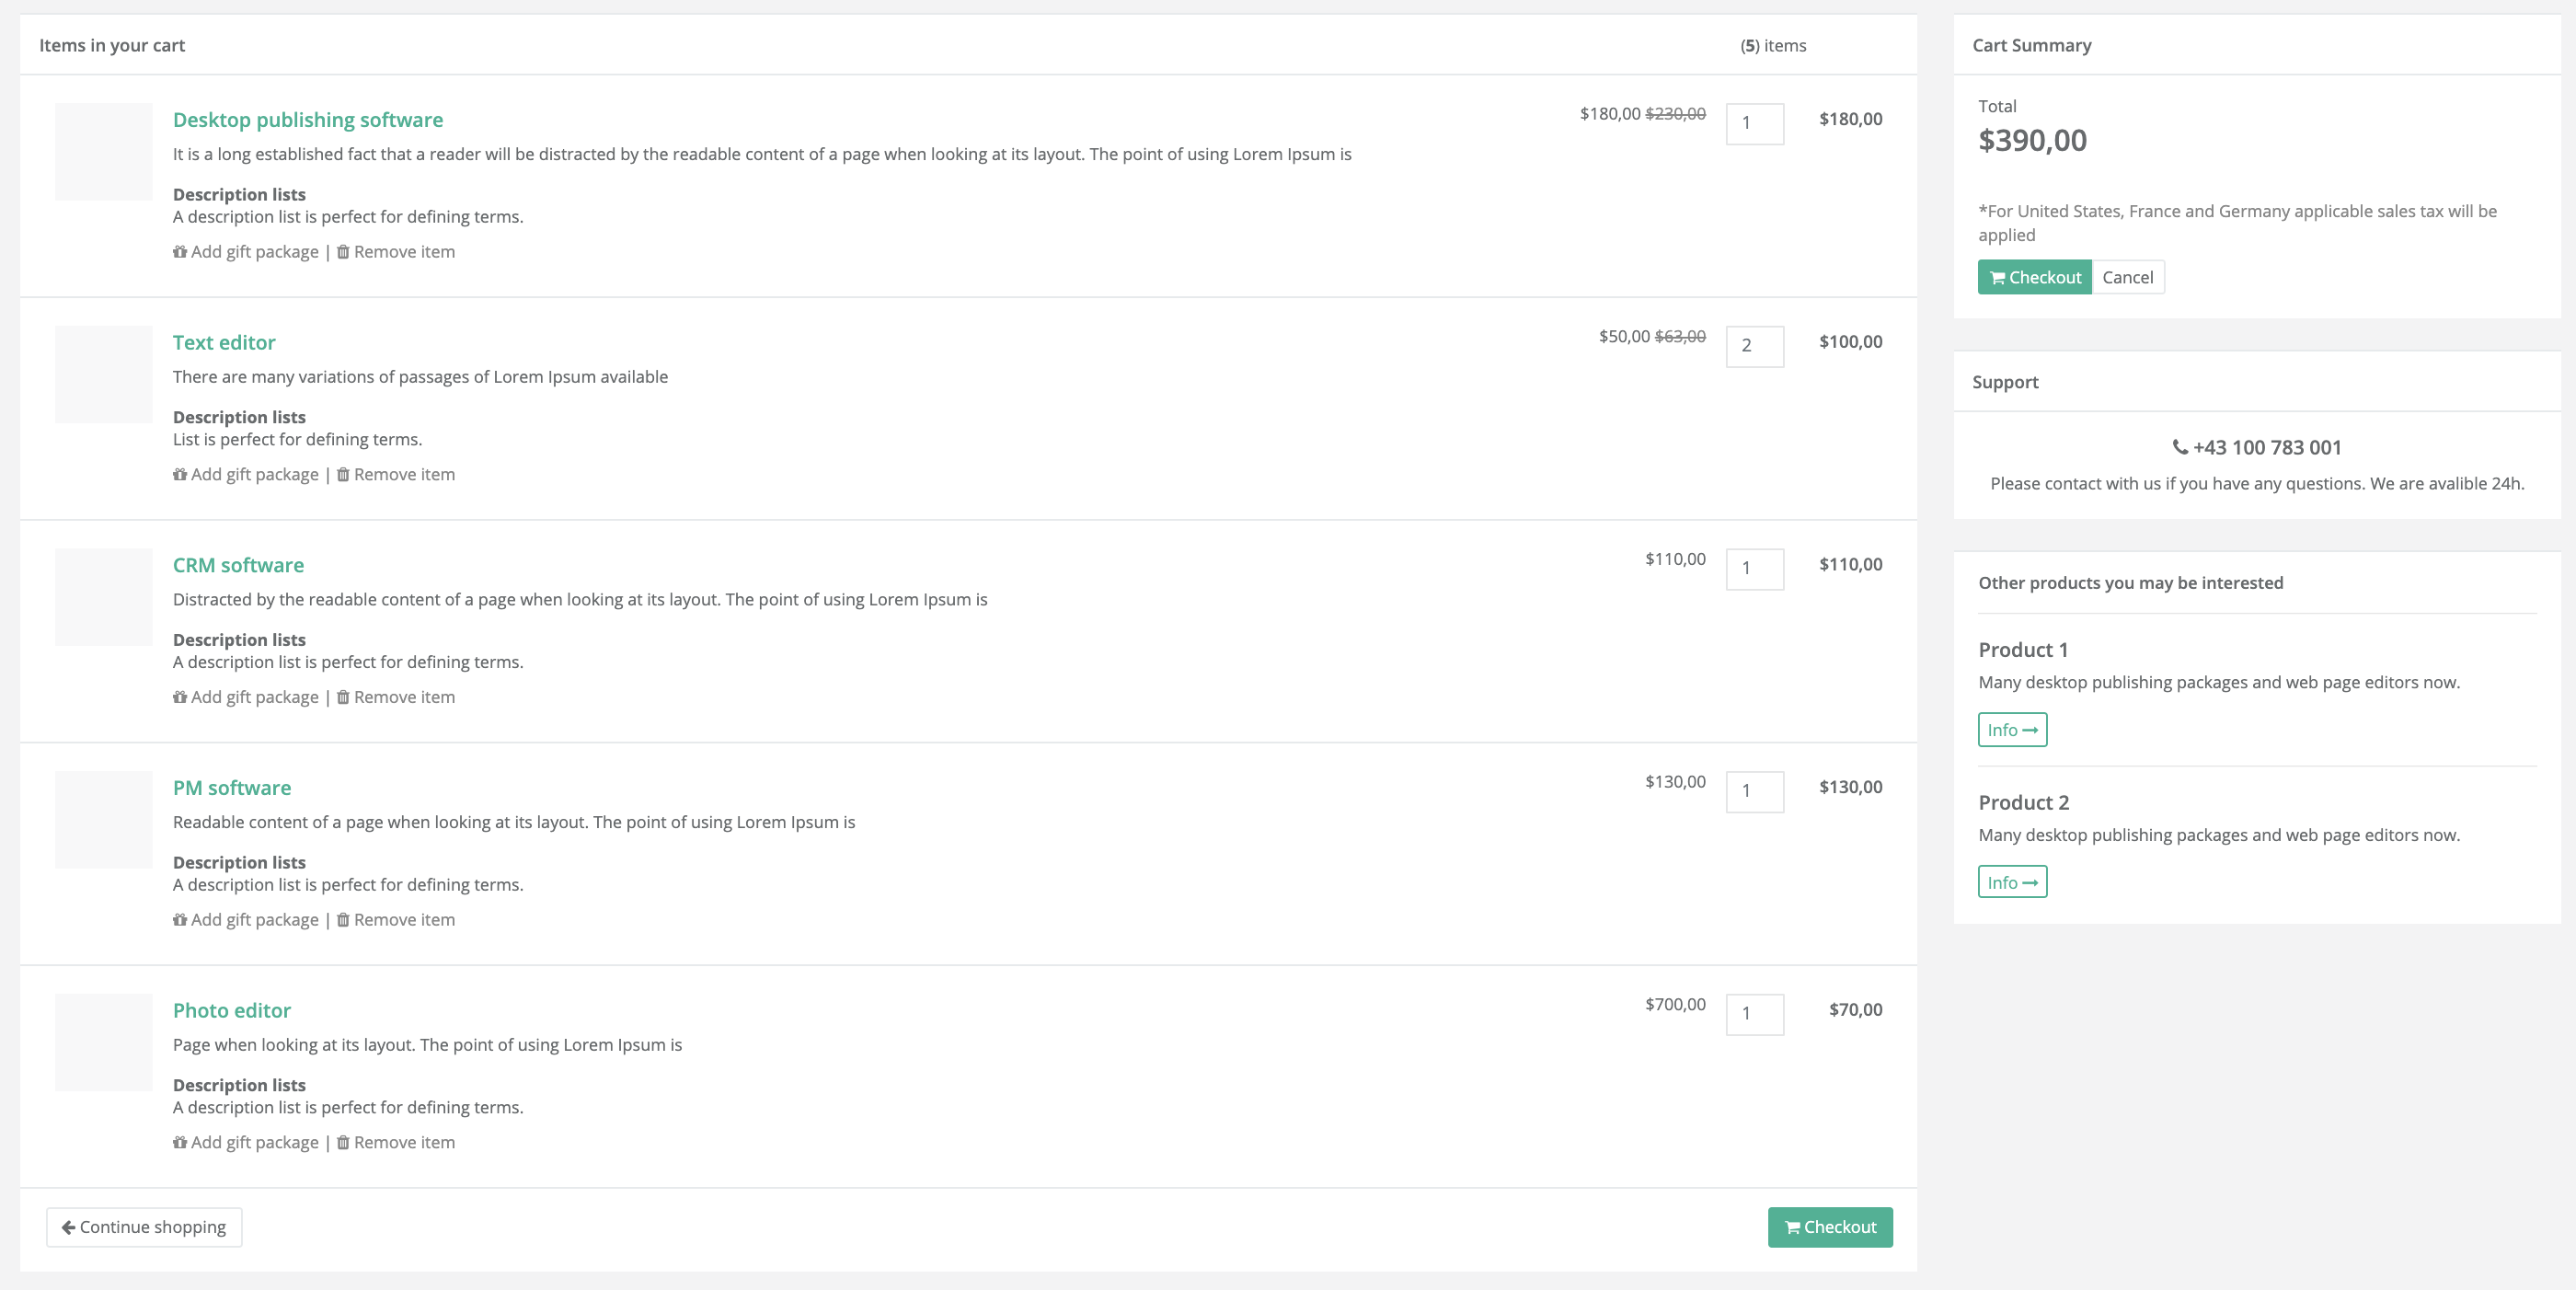 Items in your cart
(5) items
Desktop publishing software
$180,00 $230,00
1
$180,00
It is a long established fact that a reader will be distracted by the readable content of a page when looking at its layout. The point of using Lorem Ipsum is
Description lists
A description list is perfect for defining terms.
Add gift package | Remove item
Text editor
$50,00 $63,00
2
$100,00
There are many variations of passages of Lorem Ipsum available
Description lists
List is perfect for defining terms.
Add gift package | Remove item
CRM software
$110,00
1
$110,00
Distracted by the readable content of a page when looking at its layout. The point of using Lorem Ipsum is
Description lists
A description list is perfect for defining terms.
Add gift package | Remove item
PM software
$130,00
1
$130,00
Readable content of a page when looking at its layout. The point of using Lorem Ipsum is
Description lists
A description list is perfect for defining terms.
Add gift package | Remove item
Photo editor
$700,00
1
$70,00
Page when looking at its layout. The point of using Lorem Ipsum is
Description lists
A description list is perfect for defining terms.
Add gift package | Remove item
Continue shopping
Checkout
Cart Summary
Total
$390,00
*For United States, France and Germany applicable sales tax will be
applied
Checkout
Cancel
Support
+43 100 783 001
Please contact with us if you have any questions. We are avalible 24h.
Other products you may be interested
Product 1
Many desktop publishing packages and web page editors now.
Info
Product 2
Many desktop publishing packages and web page editors now.
Info